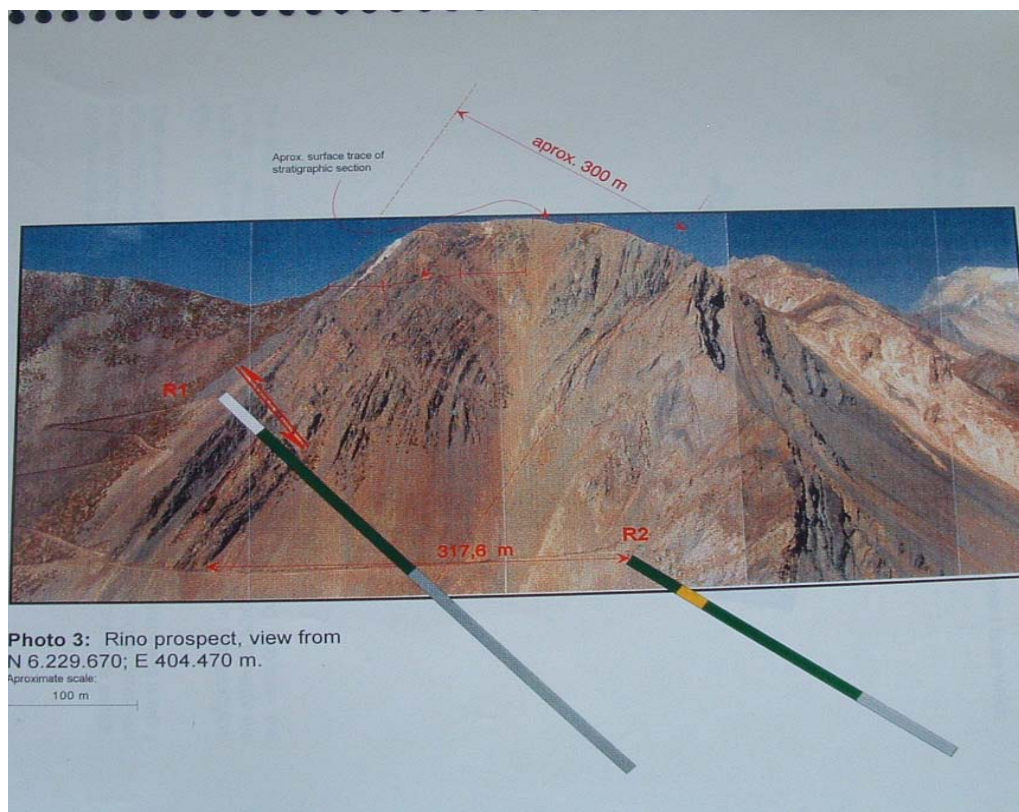 Aprox. surface trace of
stratigraphic section
aprox. 300 m
R1
R2
317,6 m
Photo 3: Rino prospect, view from
N 6.229.670; E 404.470 m.
Aproximate scale:
100 m